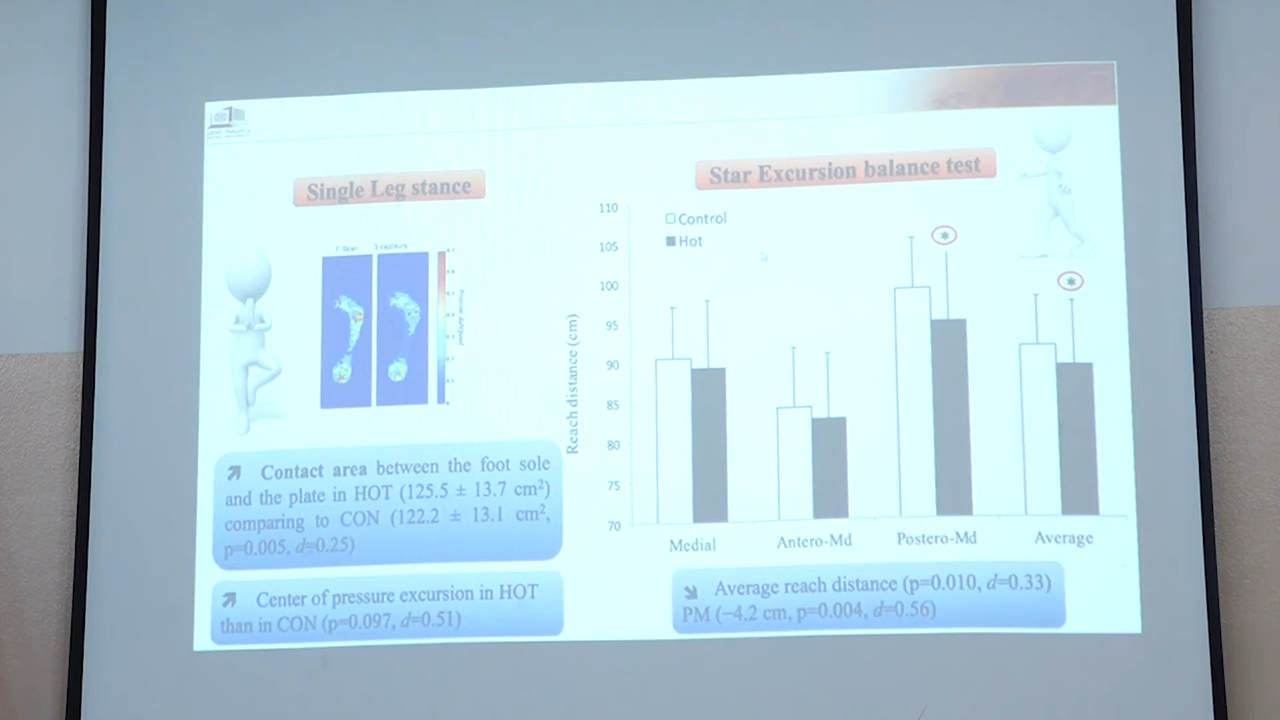 Single Leg stance
Contact area between the foot sole
and the plate in HOT (125.5 ± 13.7 cm²)
comparing to CON (122.2 ± 13.1 cm²,
p=0.005, d=0.25)
Center of pressure excursion in HOT
than in CON (p=0.097, d=0.51)
Star Excursion balance test
Control
Hot
Reach distance (cm)
110
105
100
95
90
85
80
75
70
Medial Antero-Md Postero-Md Average
Average reach distance (p=0.010, d=0.33)
PM (−4.2 cm, p=0.004, d=0.56)